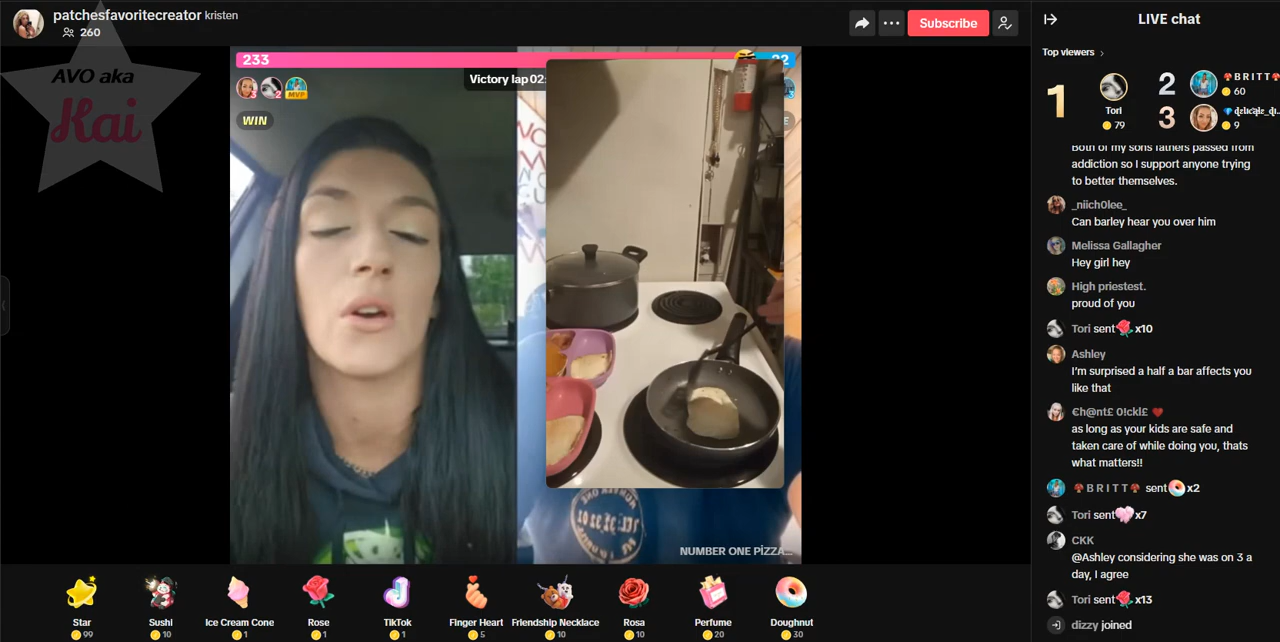 patchesfavoritecreator kristen
260
Subscribe
LIVE chat
AVO aka
Kai
233
Victory lap 02:
MVP
WIN
NUMBER ONE PİZZA...
Top viewers
1
Tori
79
2
BRITT
60
3
9
Both of my sons fathers passed from
addiction so I support anyone trying
to better themselves.
_niich0lee_
Can barley hear you over him
Melissa Gallagher
Hey girl hey
High priestess.
proud of you
Tori sent x10
Ashley
I'm surprised a half a bar affects you
like that
€h@nt£ 0!ckl£
as long as your kids are safe and
taken care of while doing you, thats
what matters!!
BRITT sent x2
Tori sent x7
CKK
@Ashley considering she was on 3 a
day, I agree
Tori sent x13
dizzy joined
Star
99
Sushi
10
Ice Cream Cone
1
Rose
1
TikTok
1
Finger Heart
5
Friendship Necklace
10
Rosa
10
Perfume
20
Doughnut
30